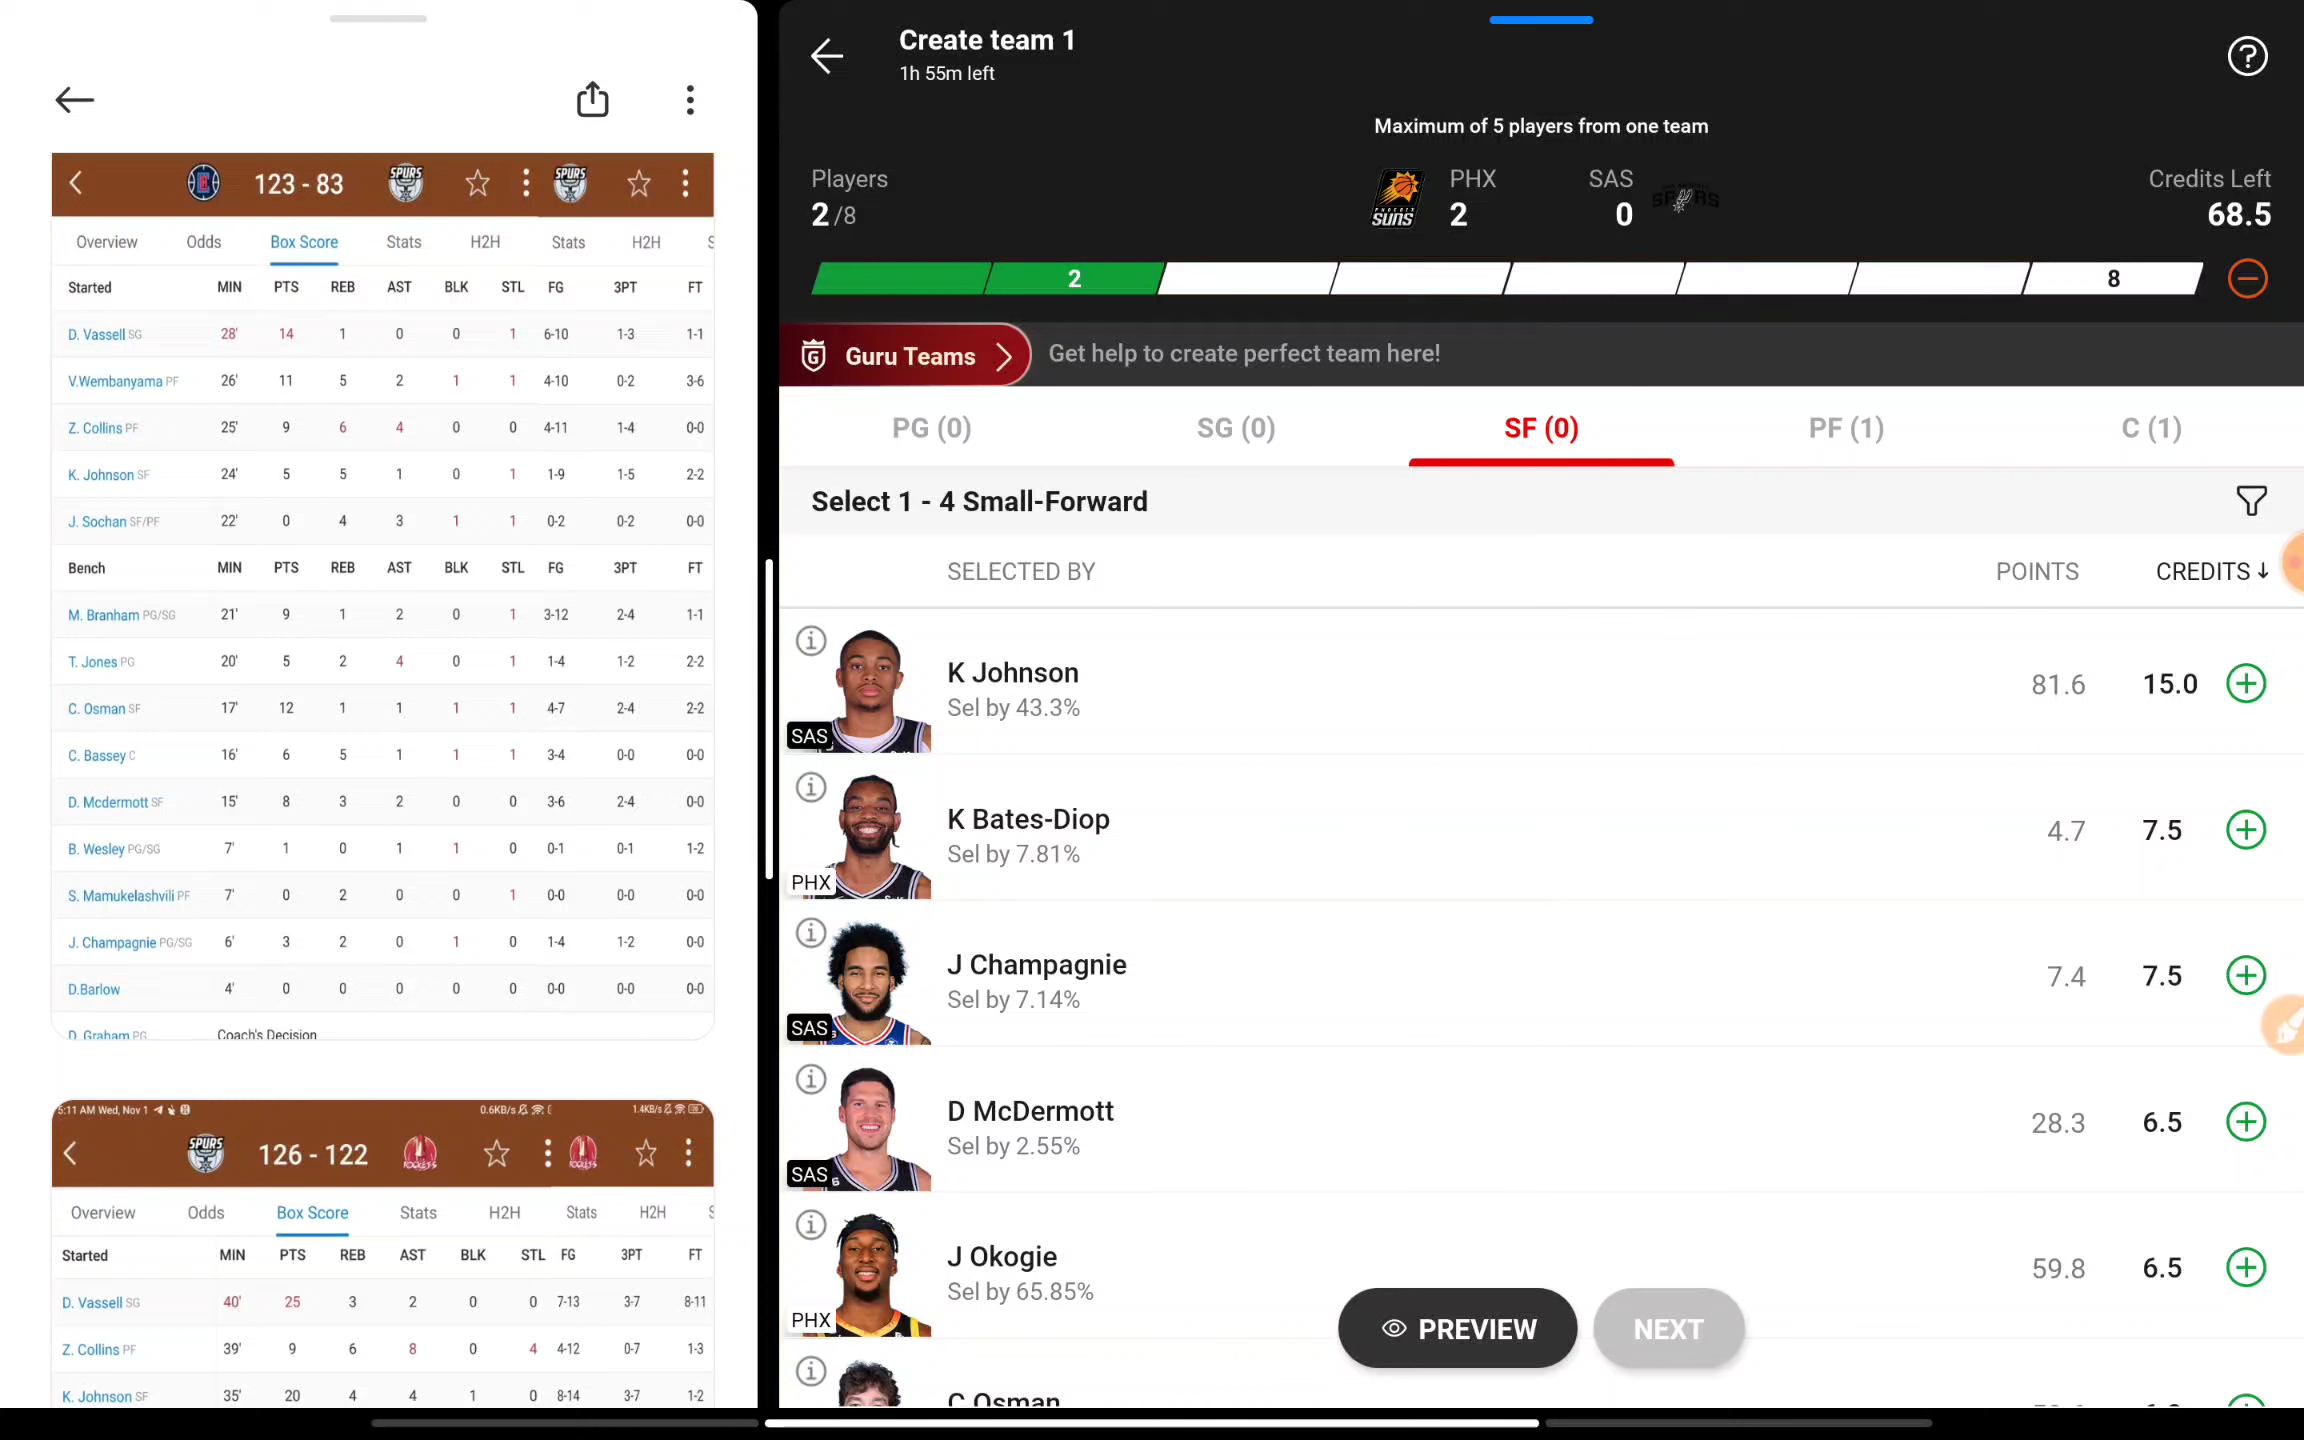 123 - 83
SPURS
SPURS
Overview Odds Box Score Stats H2H Stats H2H
Started MIN PTS REB AST BLK STL FG 3PT FT
D. Vassell SG 28' 14 1 0 0 1 6-10 1-3 1-1
V.Wembanyama PF 26' 11 5 2 1 1 4-10 0-2 3-6
Z. Collins PF 25' 9 6 4 0 0 4-11 1-4 0-0
K. Johnson SF 24' 5 5 1 0 1 1-9 1-5 2-2
J. Sochan SF/PF 22' 0 4 3 1 1 0-2 0-2 0-0
Bench MIN PTS REB AST BLK STL FG 3PT FT
M. Branham PG/SG 21' 9 1 2 0 1 3-12 2-4 1-1
T. Jones PG 20' 5 2 4 0 1 1-4 1-2 2-2
C. Osman SF 17' 12 1 1 1 1 4-7 2-4 2-2
C. Bassey C 16' 6 5 1 1 1 3-4 0-0 0-0
D. Mcdermott SF 15' 8 3 2 0 0 3-6 2-4 0-0
B. Wesley PG/SG 7' 1 0 1 1 0 0-1 0-1 1-2
S. Mamukelashvili PF 7' 0 2 0 0 1 0-0 0-0 0-0
J. Champagnie PG/SG 6' 3 2 0 1 0 1-4 1-2 0-0
D.Barlow 4' 0 0 0 0 0 0-0 0-0 0-0
D. Graham PG Coach's Decision
5:11 AM Wed, Nov 1 0.6KB/s 1.4KB/s
SPURS
126 - 122
ROCKETS
Overview Odds Box Score Stats H2H Stats H2H
Started MIN PTS REB AST BLK STL FG 3PT FT
D. Vassell SG 40' 25 3 2 0 0 7-13 3-7 8-11
Z. Collins PF 39' 9 6 8 0 4 4-12 0-7 1-3
K. Johnson SF 35' 20 4 4 1 0 8-14 3-7 1-2
Create team 1
1h 55m left
Maximum of 5 players from one team
Players
2 /8
PHOENIX
SUNS
PHX
2
SAS
0
SPURS
Credits Left
68.5
2 8
Guru Teams Get help to create perfect team here!
PG (0) SG (0) SF (0) PF (1) C (1)
Select 1 - 4 Small-Forward
SELECTED BY POINTS CREDITS ↓
K Johnson
Sel by 43.3%
SAS
81.6 15.0
K Bates-Diop
Sel by 7.81%
PHX
4.7 7.5
J Champagnie
Sel by 7.14%
SAS
7.4 7.5
D McDermott
Sel by 2.55%
SAS
28.3 6.5
J Okogie
Sel by 65.85%
PHX
59.8 6.5
C Osman
PREVIEW NEXT